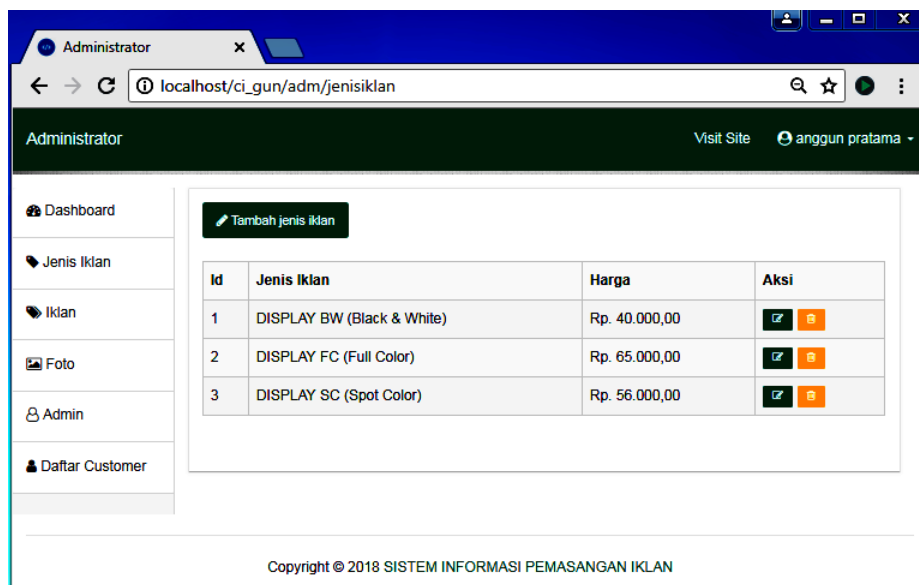 Administrator
localhost/ci_gun/adm/jenisiklan
Administrator Visit Site anggun pratama
Dashboard
Jenis Iklan
Iklan
Foto
Admin
Daftar Customer
Tambah jenis iklan
Id Jenis Iklan Harga Aksi
1 DISPLAY BW (Black & White) Rp. 40.000,00
2 DISPLAY FC (Full Color) Rp. 65.000,00
3 DISPLAY SC (Spot Color) Rp. 56.000,00
Copyright © 2018 SISTEM INFORMASI PEMASANGAN IKLAN